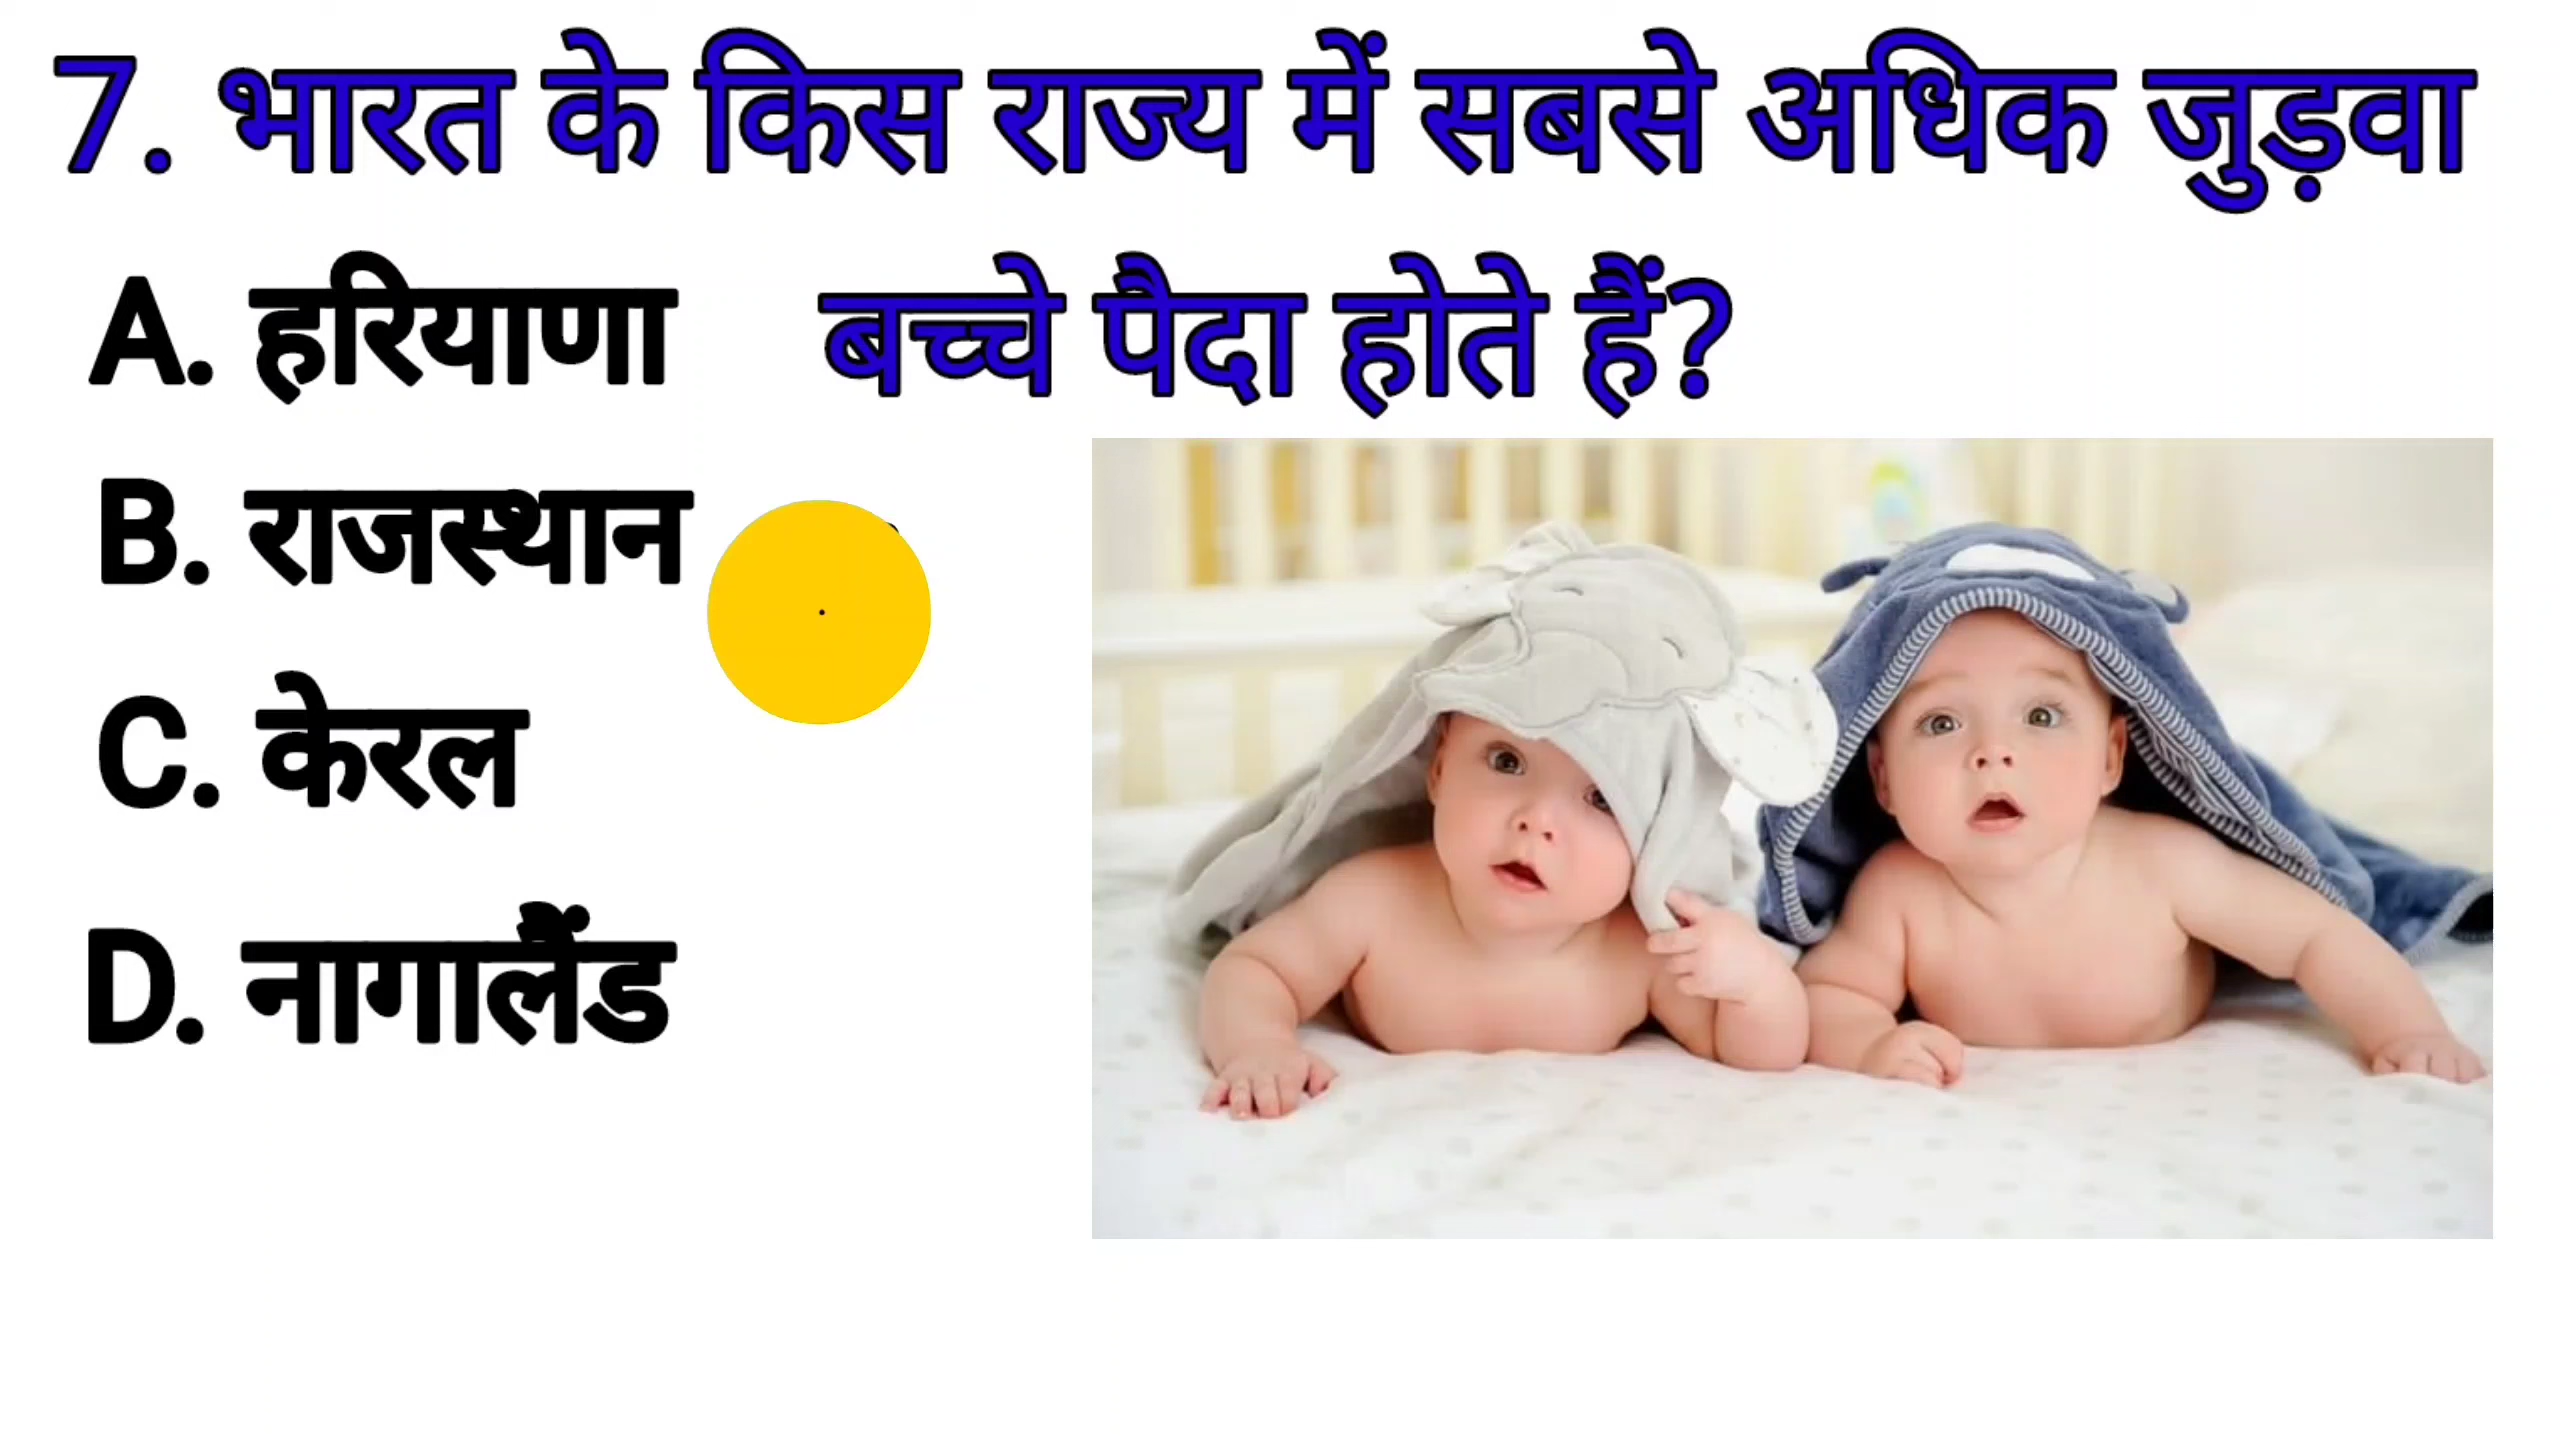 7. भारत के किस राज्य में सबसे अधिक जुड़वा
बच्चे पैदा होते हैं?
A. हरियाणा
B. राजस्थान
C. केरल
D. नागालैंड